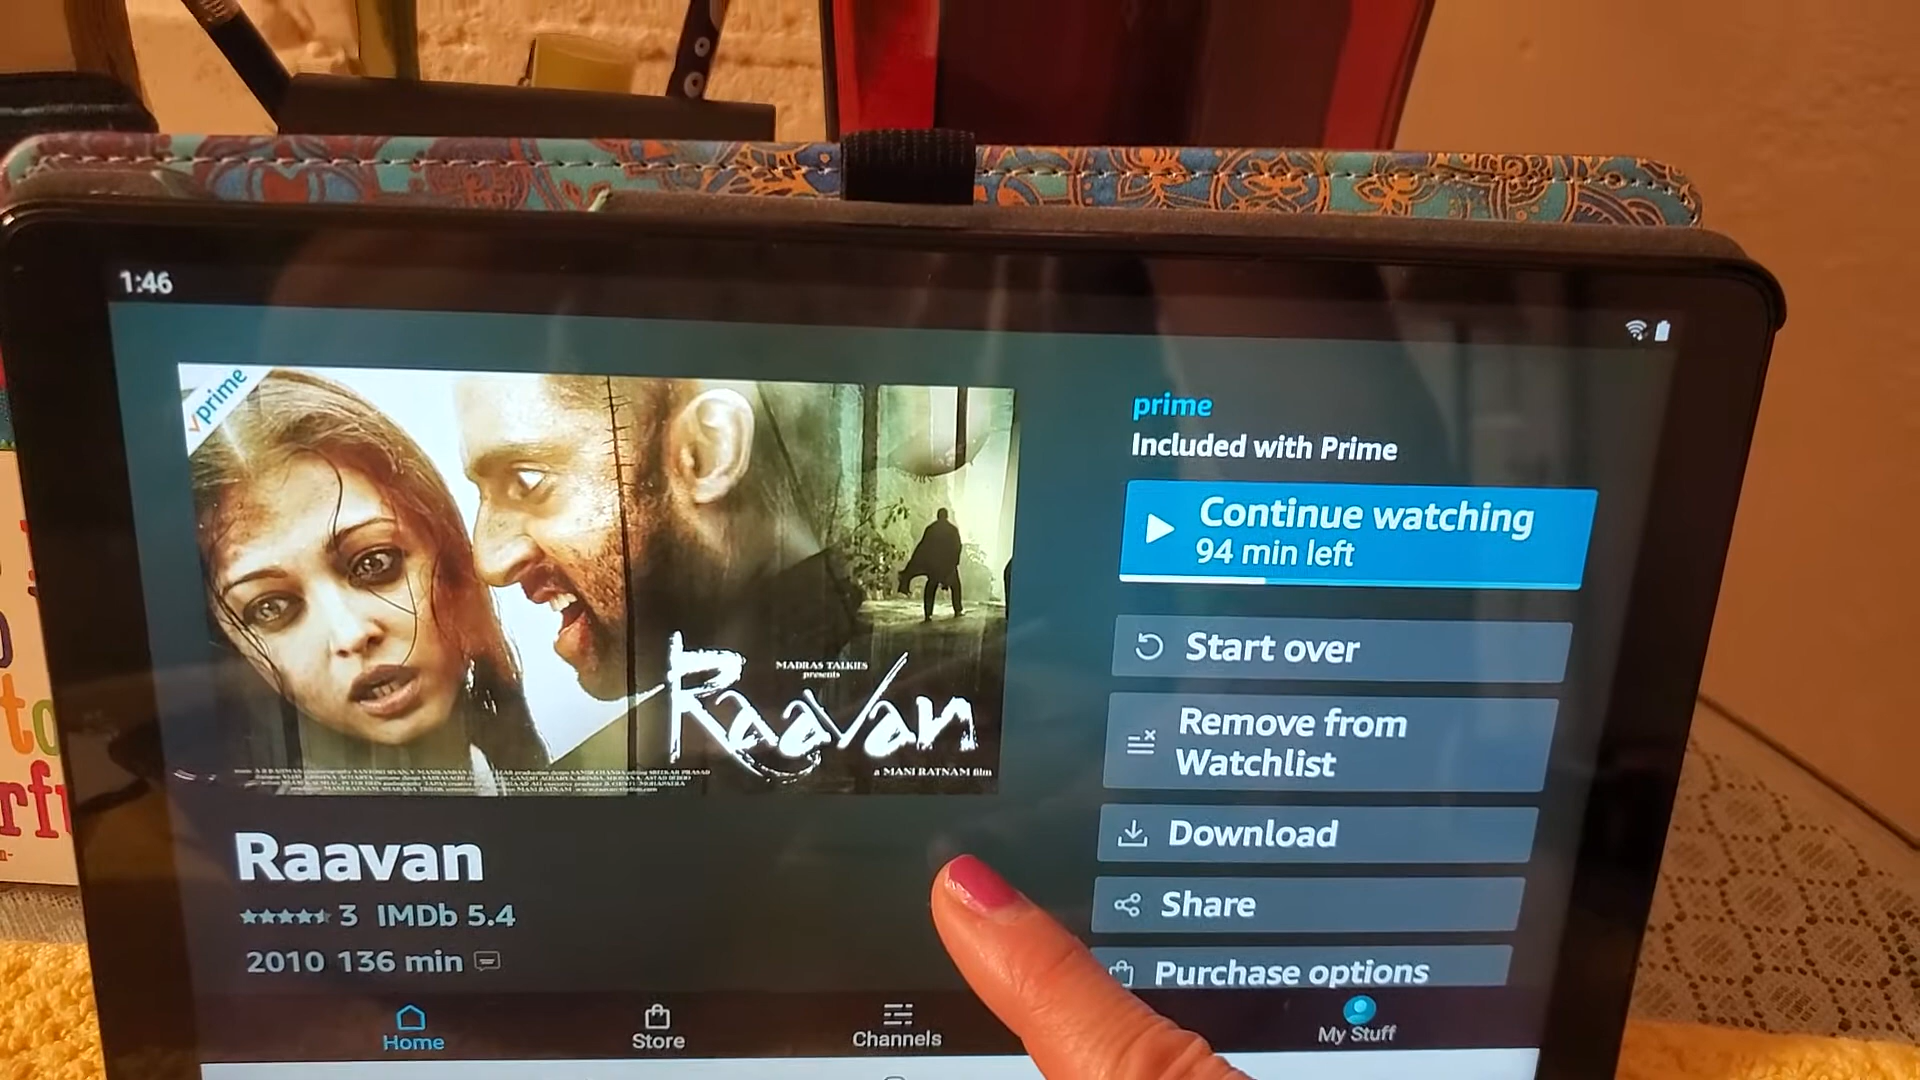 1:46
prime
MADRAS TALKIES
presents
Raavan
a MANI RATNAM film
prime
Included with Prime
Continue watching
94 min left
Start over
Remove from
Watchlist
Download
Share
Purchase options
Raavan
3 IMDb 5.4
2010 136 min
Home
Store
Channels
My Stuff
to